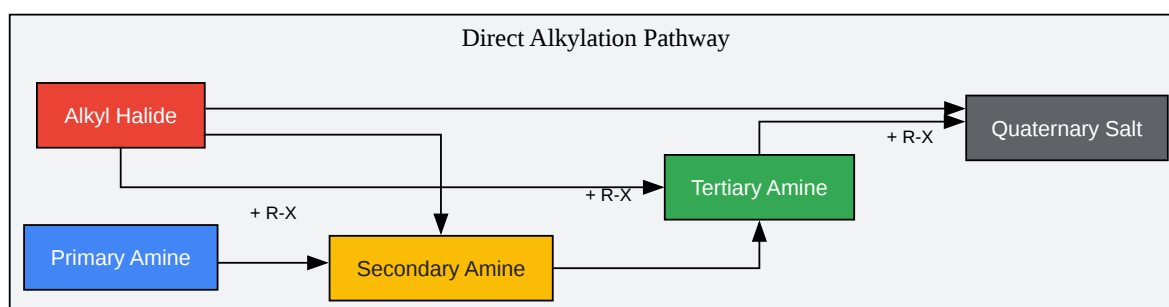 Direct Alkylation Pathway
Alkyl Halide
Quaternary Salt
+ R-X
Tertiary Amine
+ R-X
+ R-X
Primary Amine
Secondary Amine